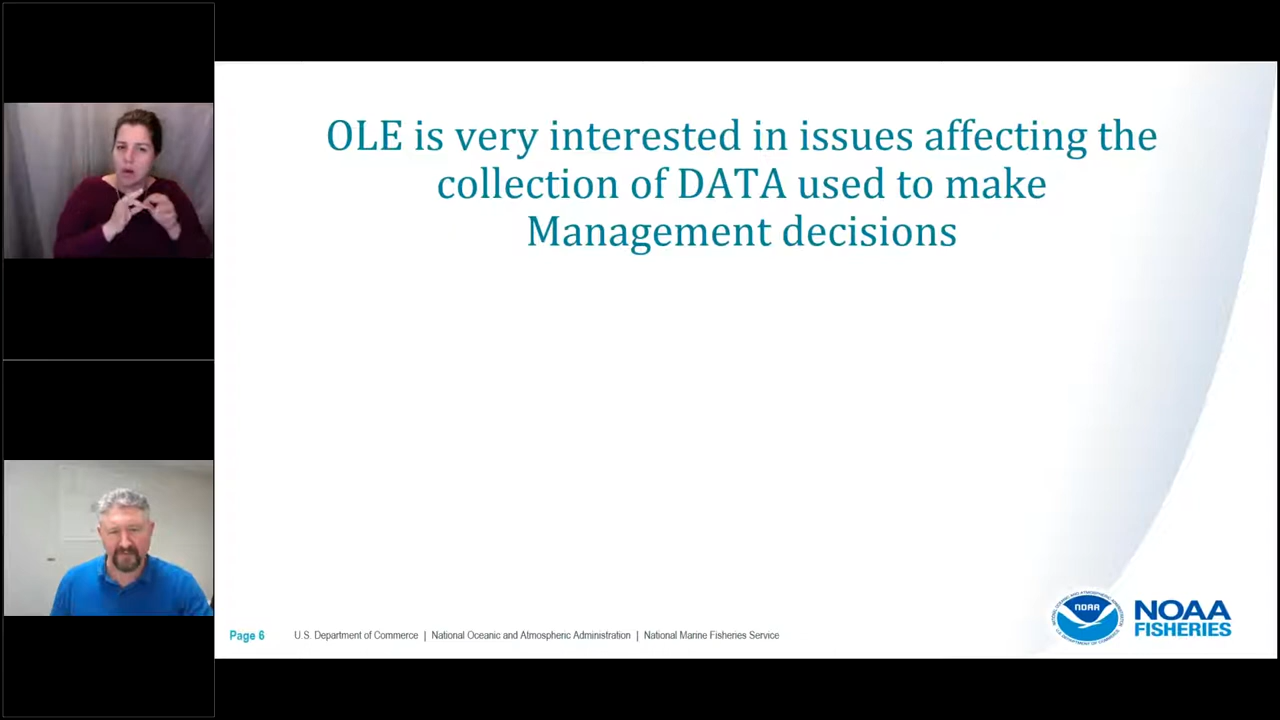 OLE is very interested in issues affecting the
collection of DATA used to make
Management decisions
Page 6
U.S. Department of Commerce | National Oceanic and Atmospheric Administration | National Marine Fisheries Service
NOAA
NOAA
FISHERIES